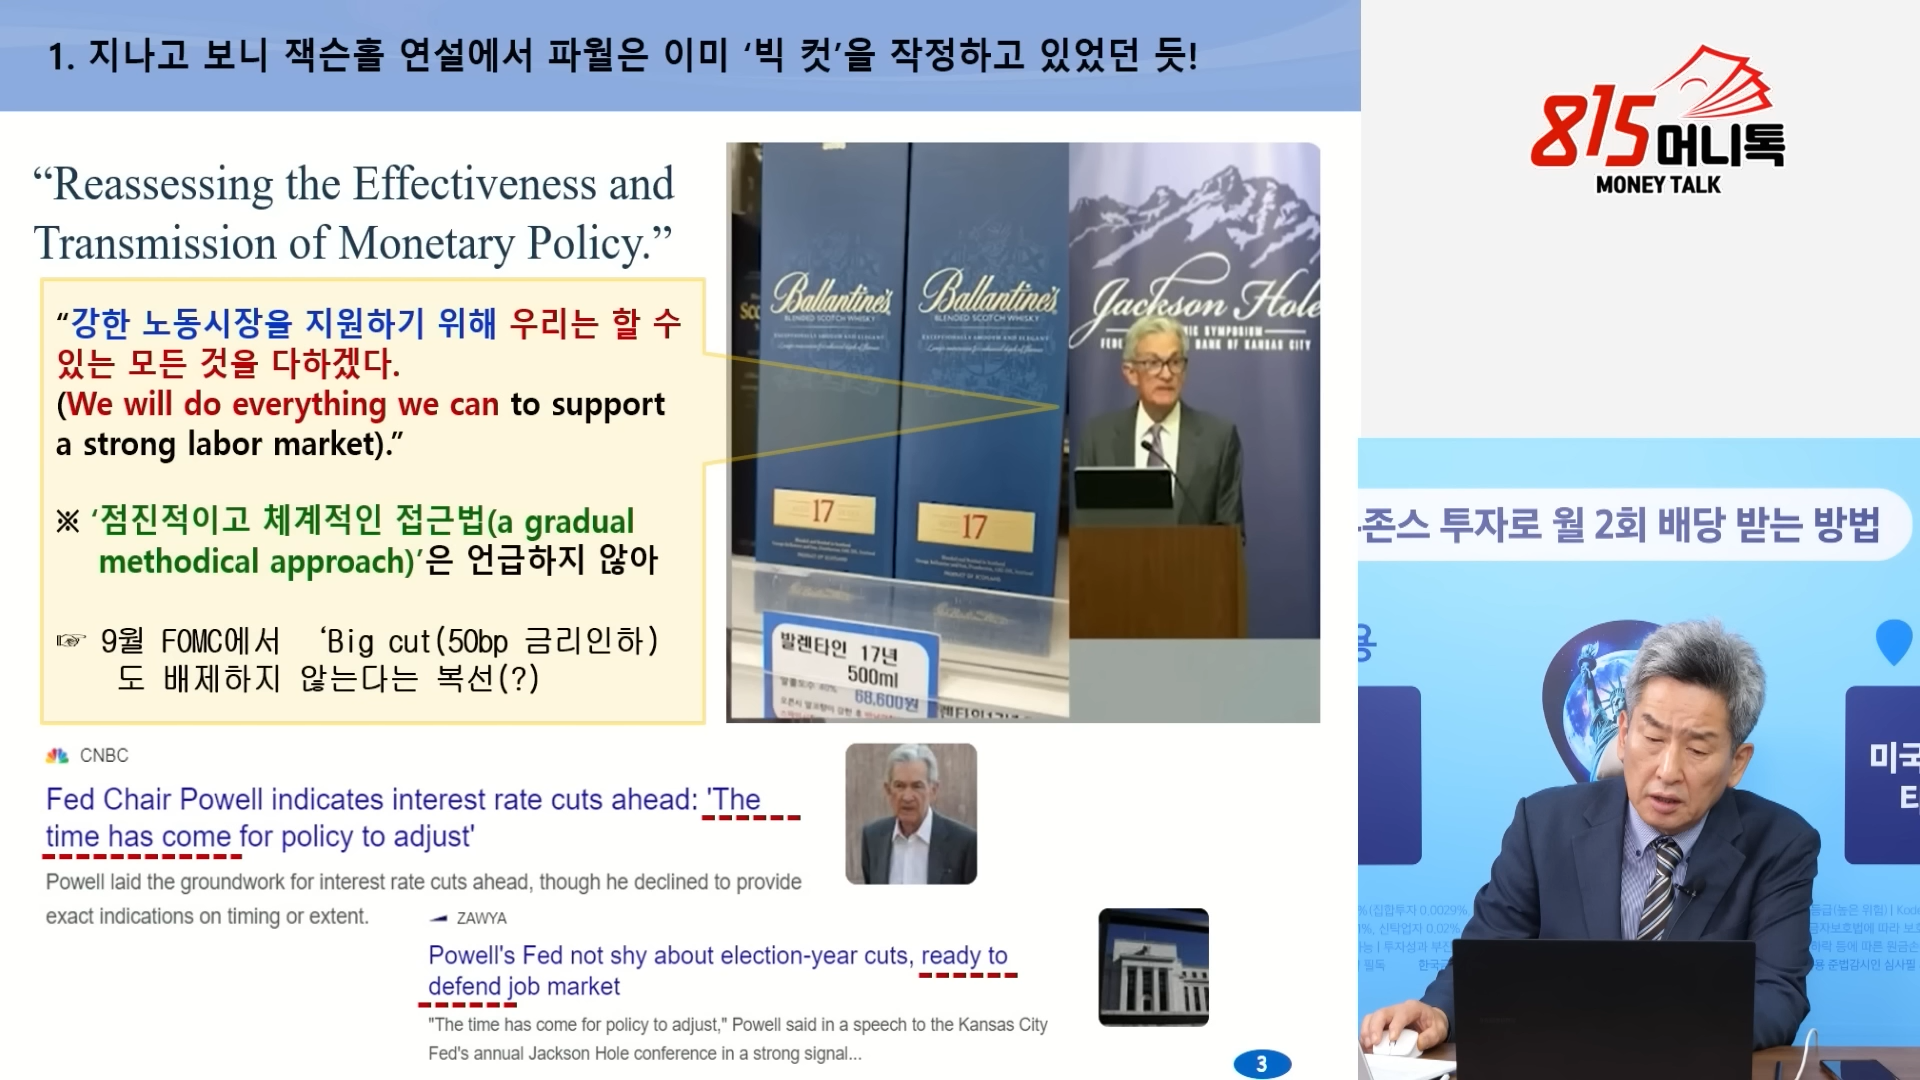 1. 지나고 보니 잭슨홀 연설에서 파월은 이미 ‘빅 컷’을 작정하고 있었던 듯!
“Reassessing the Effectiveness and
Transmission of Monetary Policy.”
“강한 노동시장을 지원하기 위해 우리는 할 수
있는 모든 것을 다하겠다.
(We will do everything we can to support
a strong labor market).”
※ ‘점진적이고 체계적인 접근법(a gradual
methodical approach)’은 언급하지 않아
☞ 9월 FOMC에서 ‘Big cut(50bp 금리인하)
도 배제하지 않는다는 복선(?)
Ballantine's
BLENDED SCOTCH WHISKY
17
Ballantine's
BLENDED SCOTCH WHISKY
17
발렌타인 17년
500ml
68,600원
Jackson Hole
BANK OF KANSAS CITY
CNBC
Fed Chair Powell indicates interest rate cuts ahead: 'The
time has come for policy to adjust'
Powell laid the groundwork for interest rate cuts ahead, though he declined to provide
exact indications on timing or extent.
ZAWYA
Powell's Fed not shy about election-year cuts, ready to
defend job market
"The time has come for policy to adjust," Powell said in a speech to the Kansas City
Fed's annual Jackson Hole conference in a strong signal...
3
815머니톡
MONEY TALK
존스 투자로 월 2회 배당 받는 방법
미국